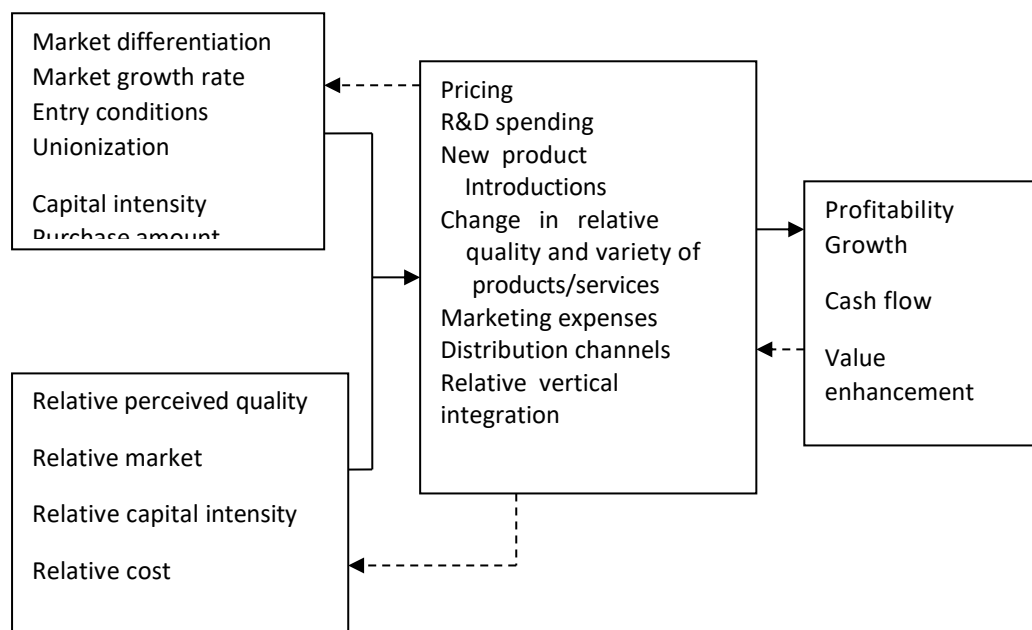 Market differentiation
Market growth rate
Entry conditions
Unionization
Capital intensity
Purchase amount
Relative perceived quality
Relative market
Relative capital intensity
Relative cost
Pricing
R&D spending
New product
Introductions
Change in relative
quality and variety of
products/services
Marketing expenses
Distribution channels
Relative vertical
integration
Profitability
Growth
Cash flow
Value
enhancement